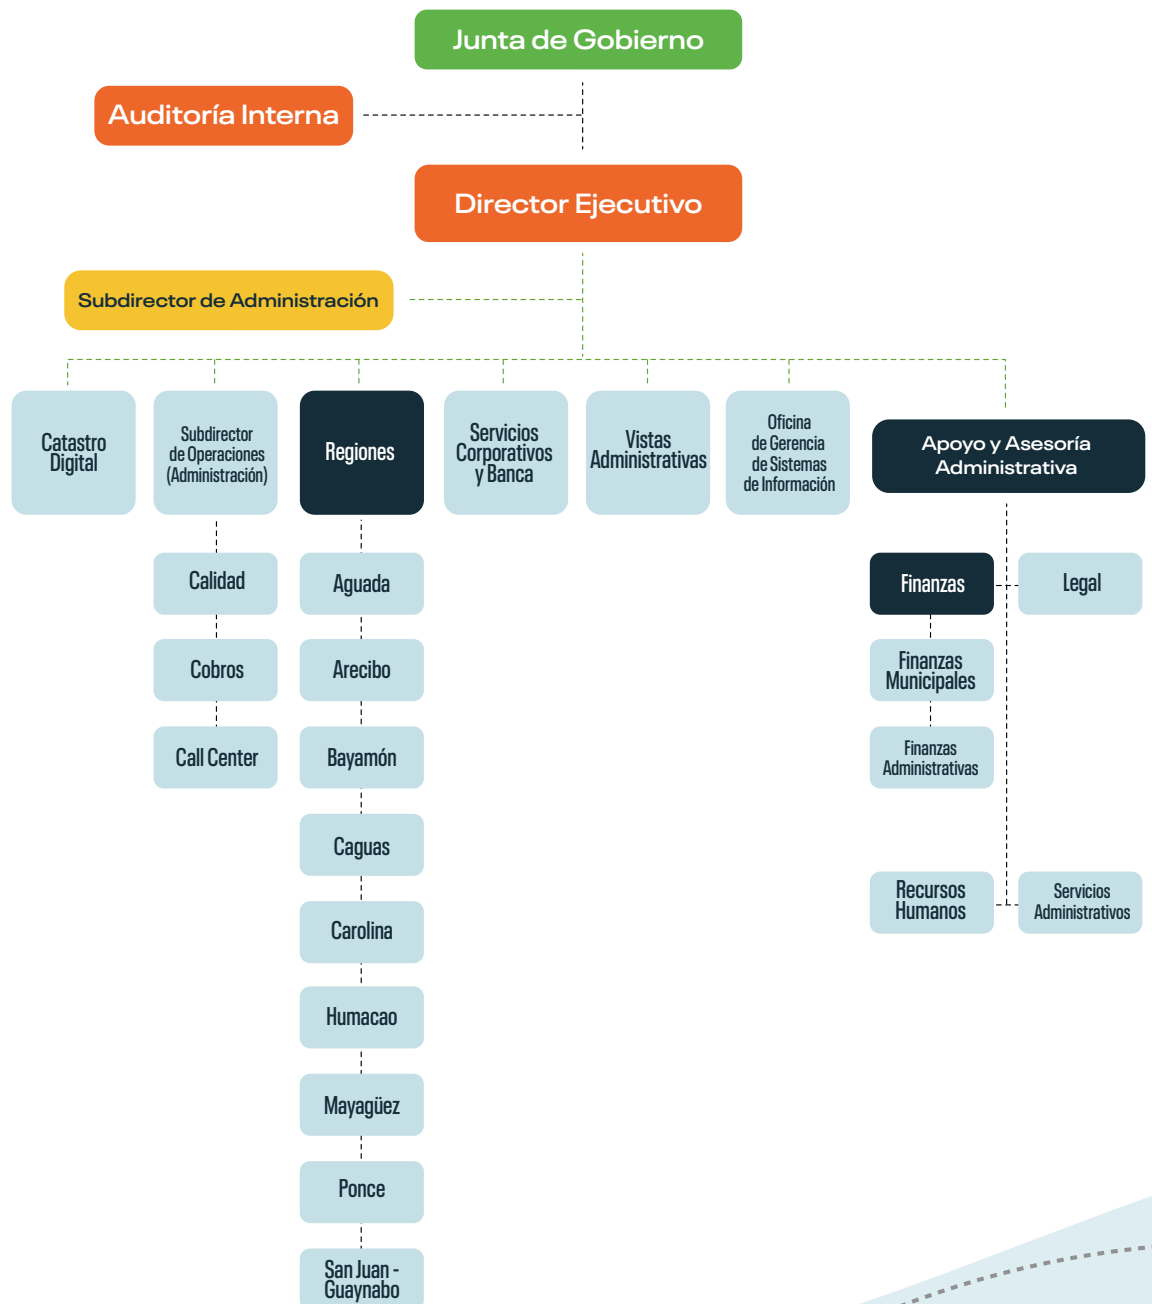 Junta de Gobierno
Auditoría Interna
Director Ejecutivo
Subdirector de Administración
Catastro
Digital
Subdirector
de Operaciones
(Administración)
Regiones
Servicios
Corporativos
y Banca
Vistas
Administrativas
Oficina
de Gerencia
de Sistemas
de Información
Apoyo y Asesoría
Administrativa
Calidad
Cobros
Call Center
Aguada
Arecibo
Bayamón
Caguas
Carolina
Humacao
Mayagüez
Ponce
San Juan -
Guaynabo
Finanzas
Legal
Finanzas
Municipales
Finanzas
Administrativas
Recursos
Humanos
Servicios
Administrativos